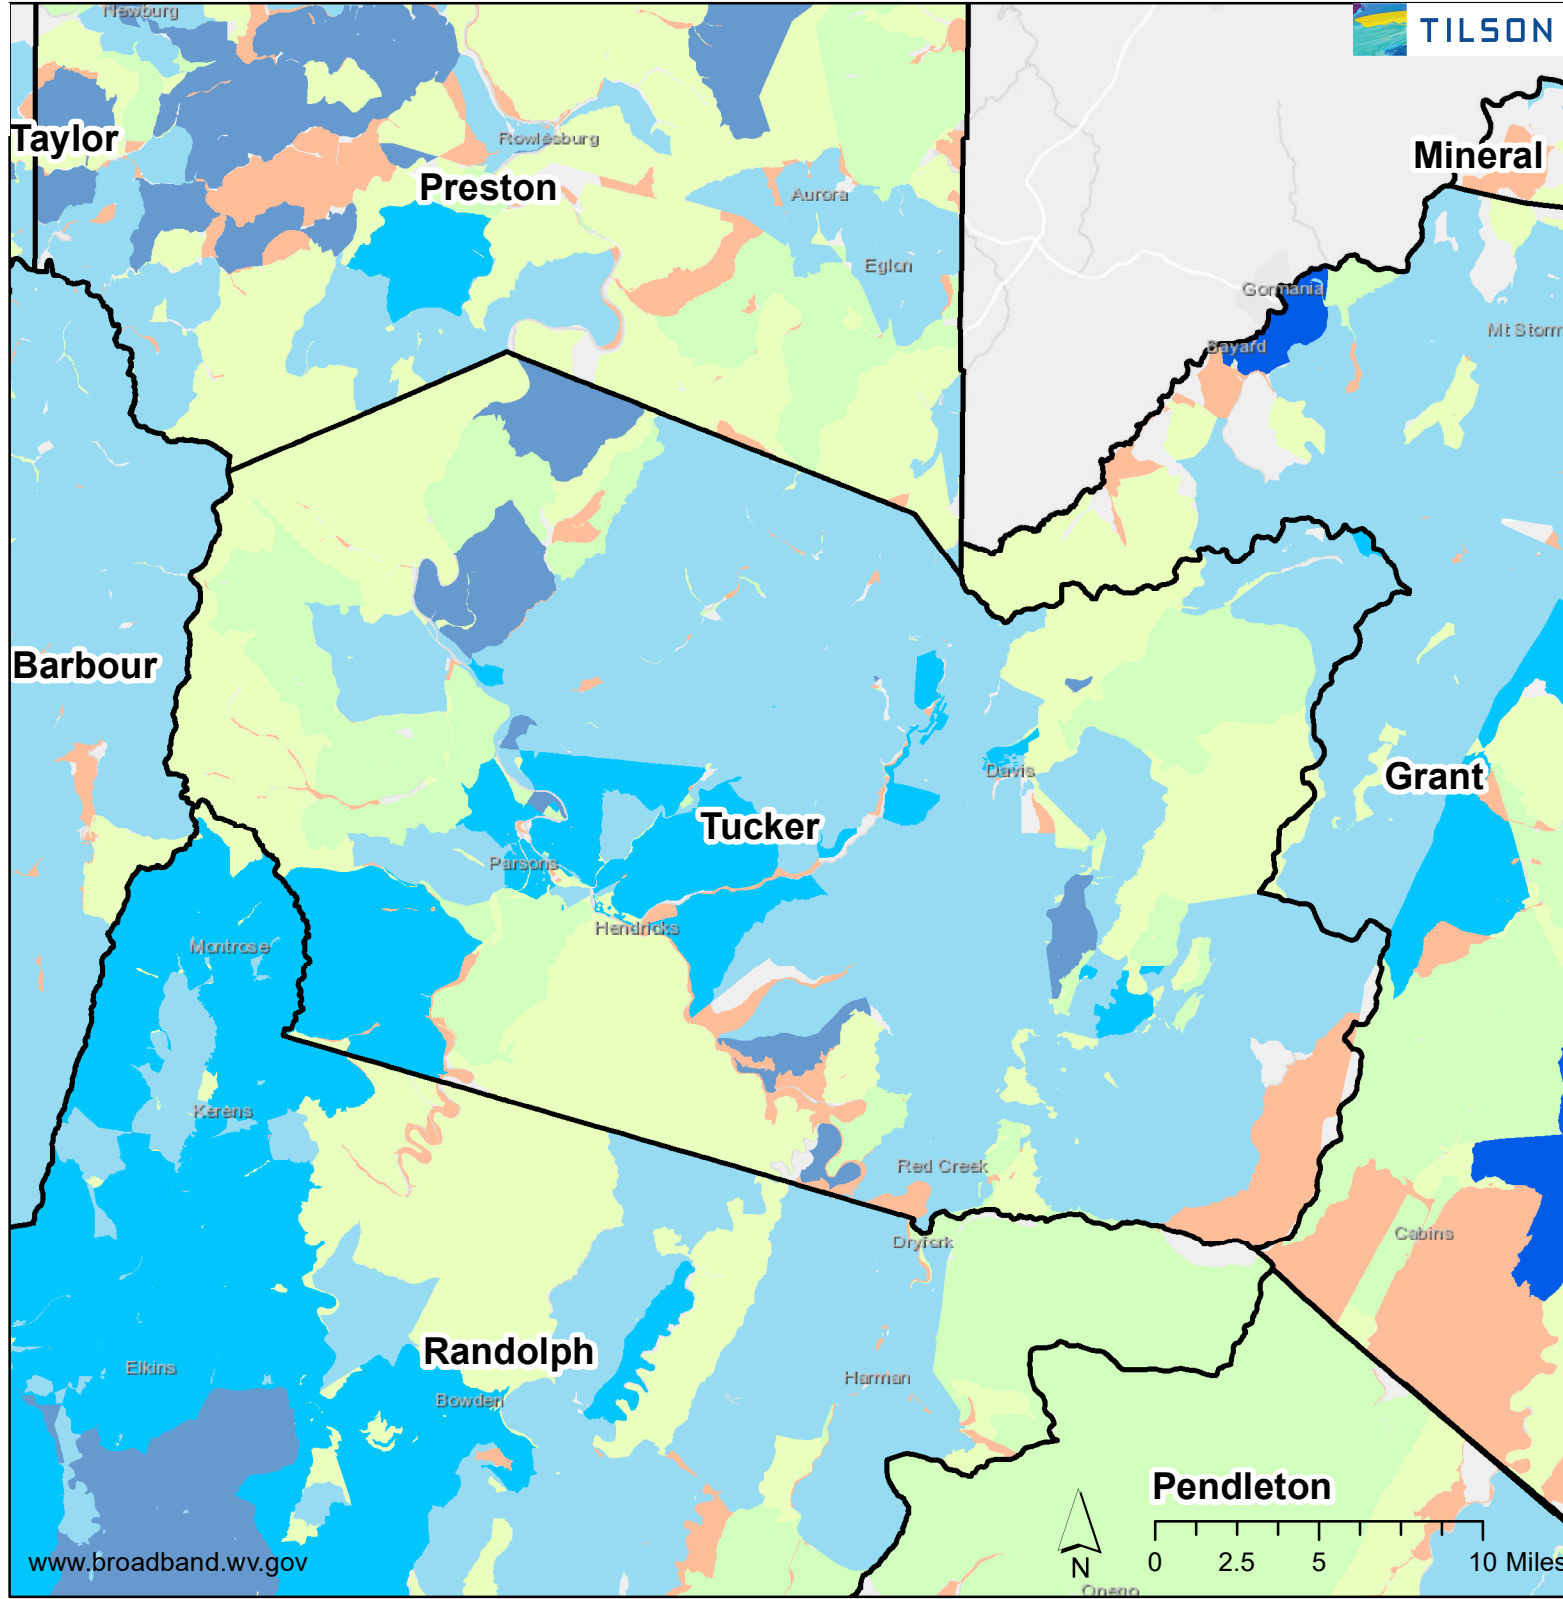 Newburg
TILSON
Taylor
Rowlesburg
Mineral
Preston
Aurora
Eglon
Gormania
Mt Storm
Bayard
Barbour
Davis
Grant
Tucker
Parsons
Hendricks
Montrose
Kerens
Red Creek
Cabins
Dryfork
Randolph
Elkins
Harman
Bowden
Pendleton
www.broadband.wv.gov
N
0 2.5 5 10 Miles
Onego